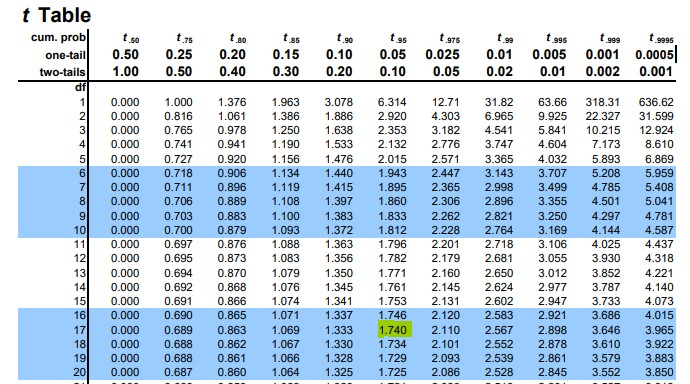 t Table
cum. prob t .50 t .75 t .80 t .85 t .90 t .95 t .975 t .99 t .995 t .999 t .9995
one-tail 0.50 0.25 0.20 0.15 0.10 0.05 0.025 0.01 0.005 0.001 0.0005
two-tails 1.00 0.50 0.40 0.30 0.20 0.10 0.05 0.02 0.01 0.002 0.001
df
1 0.000 1.000 1.376 1.963 3.078 6.314 12.71 31.82 63.66 318.31 636.62
2 0.000 0.816 1.061 1.386 1.886 2.920 4.303 6.965 9.925 22.327 31.599
3 0.000 0.765 0.978 1.250 1.638 2.353 3.182 4.541 5.841 10.215 12.924
4 0.000 0.741 0.941 1.190 1.533 2.132 2.776 3.747 4.604 7.173 8.610
5 0.000 0.727 0.920 1.156 1.476 2.015 2.571 3.365 4.032 5.893 6.869
6 0.000 0.718 0.906 1.134 1.440 1.943 2.447 3.143 3.707 5.208 5.959
7 0.000 0.711 0.896 1.119 1.415 1.895 2.365 2.998 3.499 4.785 5.408
8 0.000 0.706 0.889 1.108 1.397 1.860 2.306 2.896 3.355 4.501 5.041
9 0.000 0.703 0.883 1.100 1.383 1.833 2.262 2.821 3.250 4.297 4.781
10 0.000 0.700 0.879 1.093 1.372 1.812 2.228 2.764 3.169 4.144 4.587
11 0.000 0.697 0.876 1.088 1.363 1.796 2.201 2.718 3.106 4.025 4.437
12 0.000 0.695 0.873 1.083 1.356 1.782 2.179 2.681 3.055 3.930 4.318
13 0.000 0.694 0.870 1.079 1.350 1.771 2.160 2.650 3.012 3.852 4.221
14 0.000 0.692 0.868 1.076 1.345 1.761 2.145 2.624 2.977 3.787 4.140
15 0.000 0.691 0.866 1.074 1.341 1.753 2.131 2.602 2.947 3.733 4.073
16 0.000 0.690 0.865 1.071 1.337 1.746 2.120 2.583 2.921 3.686 4.015
17 0.000 0.689 0.863 1.069 1.333 1.740 2.110 2.567 2.898 3.646 3.965
18 0.000 0.688 0.862 1.067 1.330 1.734 2.101 2.552 2.878 3.610 3.922
19 0.000 0.688 0.861 1.066 1.328 1.729 2.093 2.539 2.861 3.579 3.883
20 0.000 0.687 0.860 1.064 1.325 1.725 2.086 2.528 2.845 3.552 3.850